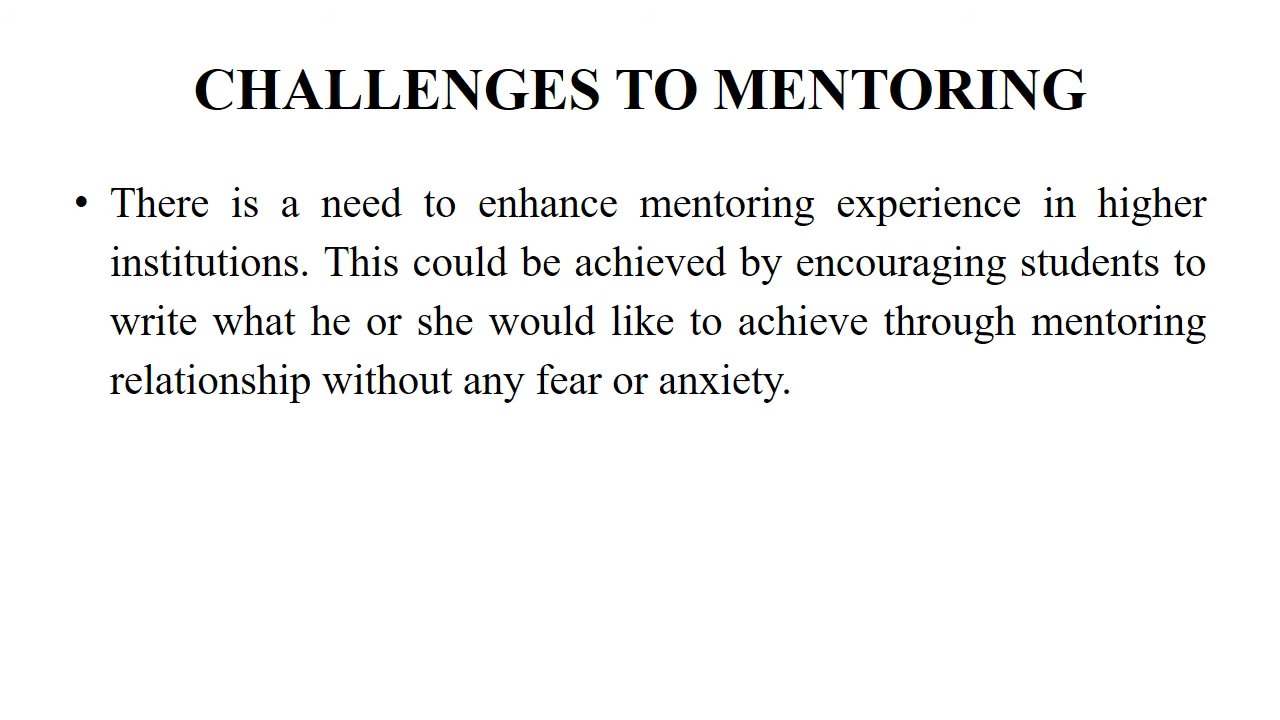 CHALLENGES TO MENTORING
• There is a need to enhance mentoring experience in higher
institutions. This could be achieved by encouraging students to
write what he or she would like to achieve through mentoring
relationship without any fear or anxiety.